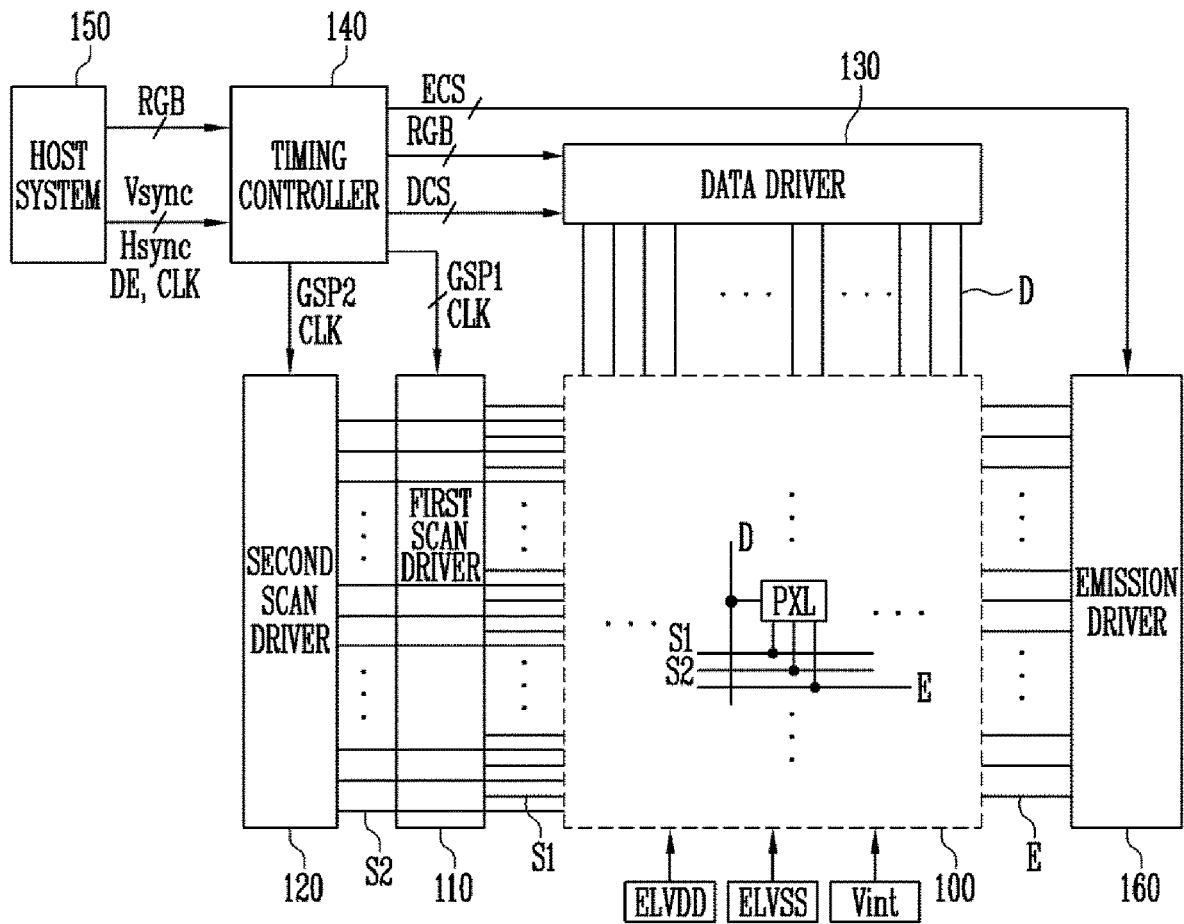 150
140
130
HOST
SYSTEM
RGB
Vsync
Hsync
DE, CLK
TIMING
CONTROLLER
ECS
RGB
DCS
DATA DRIVER
GSP2
CLK
GSP1
CLK
D
SECOND
SCAN
DRIVER
FIRST
SCAN
DRIVER
D
PXL
S1
S2
E
EMISSION
DRIVER
120
S2
110
S1
ELVDD
ELVSS
Vint
100
E
160